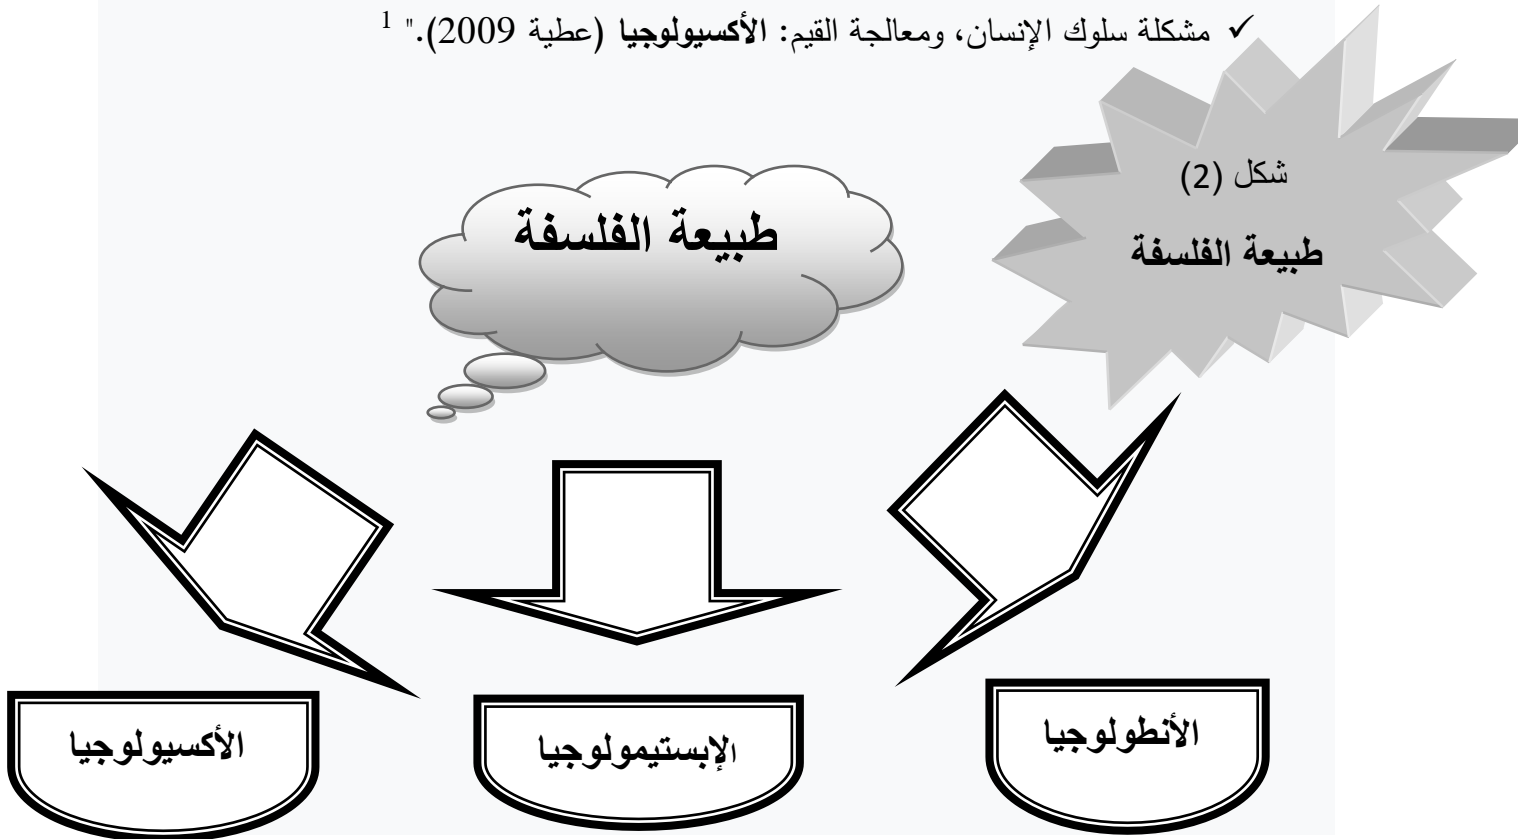 ✓ مشكلة سلوك الإنسان، ومعالجة القيم: الأكسيولوجيا (عطية 2009)." 1
شكل (2)
طبيعة الفلسفة
طبيعة الفلسفة
الأنطولوجيا
الإبستيمولوجيا
الأكسيولوجيا